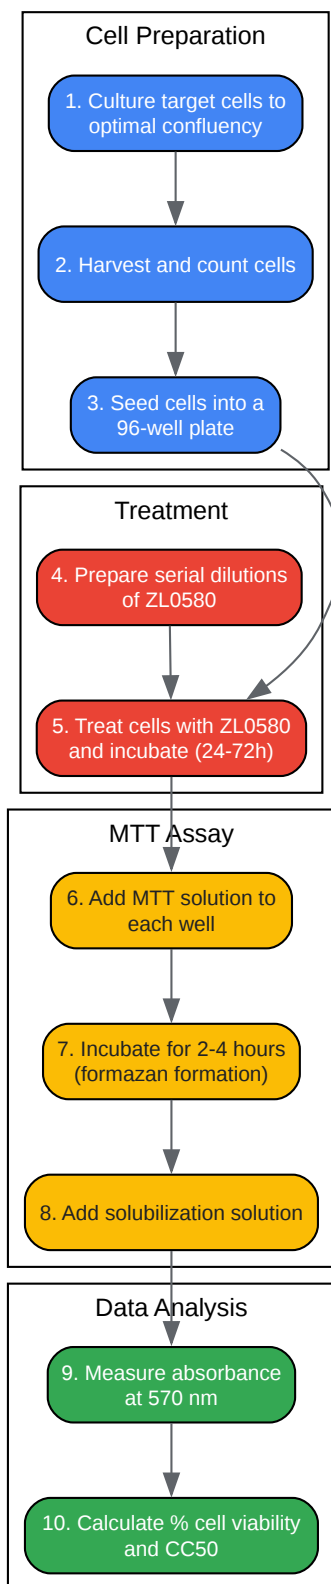 Cell Preparation
1. Culture target cells to
optimal confluency
2. Harvest and count cells
3. Seed cells into a
96-well plate
Treatment
4. Prepare serial dilutions
of ZL0580
5. Treat cells with ZL0580
and incubate (24-72h)
MTT Assay
6. Add MTT solution to
each well
7. Incubate for 2-4 hours
(formazan formation)
8. Add solubilization solution
Data Analysis
9. Measure absorbance
at 570 nm
10. Calculate % cell viability
and CC50